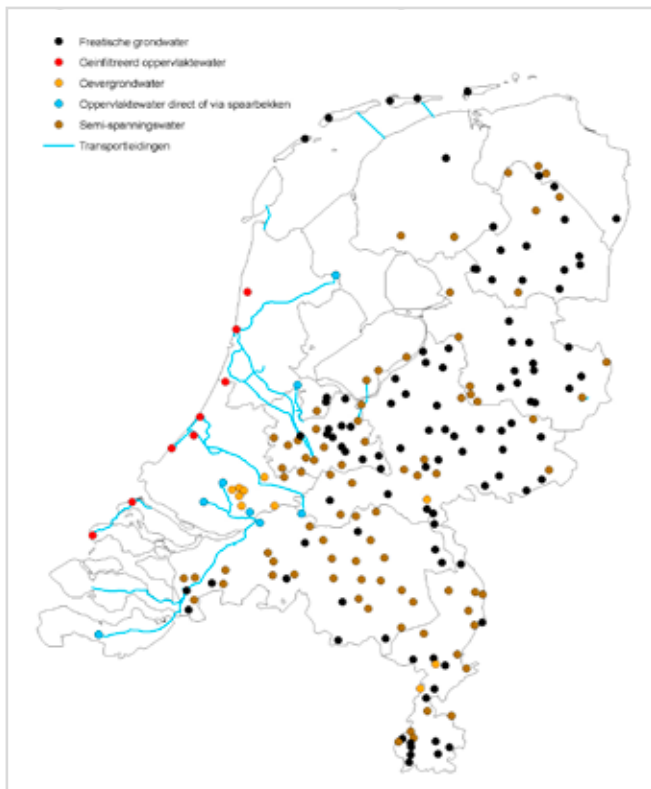 Freatische grondwater
Geïnfiltreerd oppervlaktewater
Oevergrondwater
Oppervlaktewater direct of via spaarbekken
Semi-spanningswater
Transportleidingen